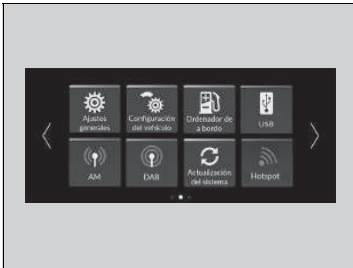 Ajustes
generales
Configuración
del vehículo
Ordenador de
a bordo
USB
AM
DAB
Actualización
del sistema
Hotspot